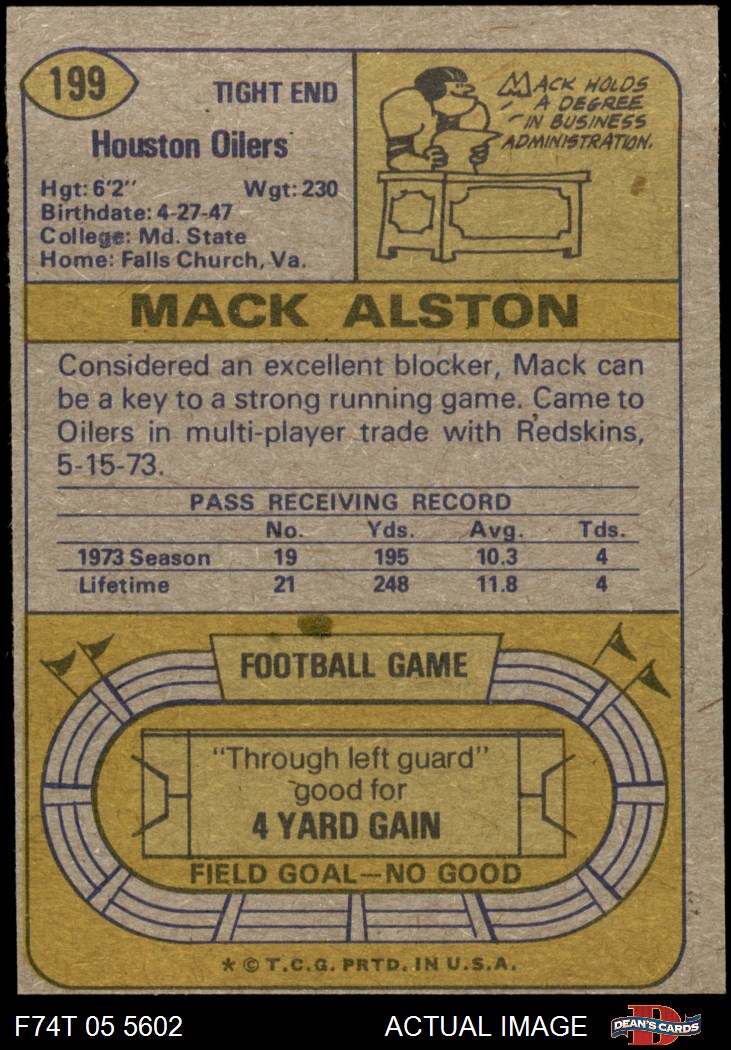 199
TIGHT END
Houston Oilers
Hgt: 6'2" Wgt: 230
Birthdate: 4-27-47
College: Md. State
Home: Falls Church, Va.
MACK HOLDS
A DEGREE
IN BUSINESS
ADMINISTRATION.
MACK ALSTON
Considered an excellent blocker, Mack can
be a key to a strong running game. Came to
Oilers in multi-player trade with Redskins,
5-15-73.
PASS RECEIVING RECORD
No. Yds. Avg. Tds.
1973 Season 19 195 10.3 4
Lifetime 21 248 11.8 4
FOOTBALL GAME
"Through left guard"
good for
4 YARD GAIN
FIELD GOAL—NO GOOD
* © T.C.G. PRTD. IN U.S.A.
F74T 05 5602 ACTUAL IMAGE
D
DEAN'S CARDS